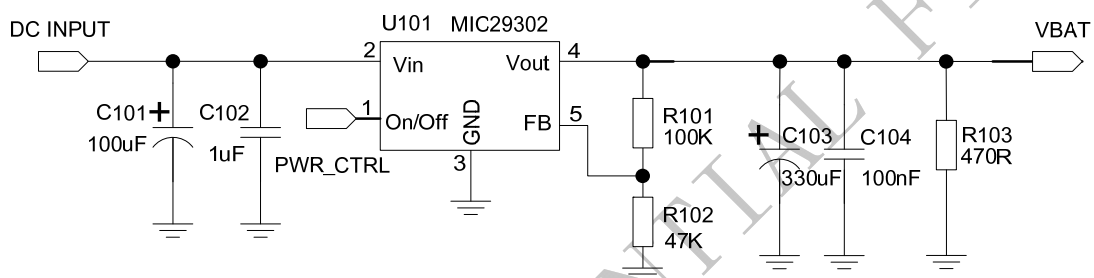 DC INPUT
U101 MIC29302
VBAT
2
Vin
Vout
4
C101
100uF
C102
1uF
1
On/Off
PWR_CTRL
GND
3
FB
5
R101
100K
R102
47K
C103
330uF
C104
100nF
R103
470R